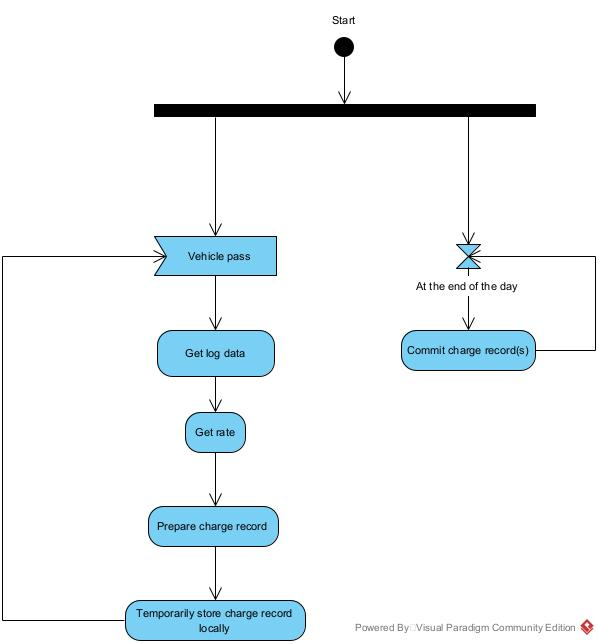 Start
Vehicle pass
At the end of the day
Get log data
Commit charge record(s)
Get rate
Prepare charge record
Temporarily store charge record
locally
Powered By Visual Paradigm Community Edition